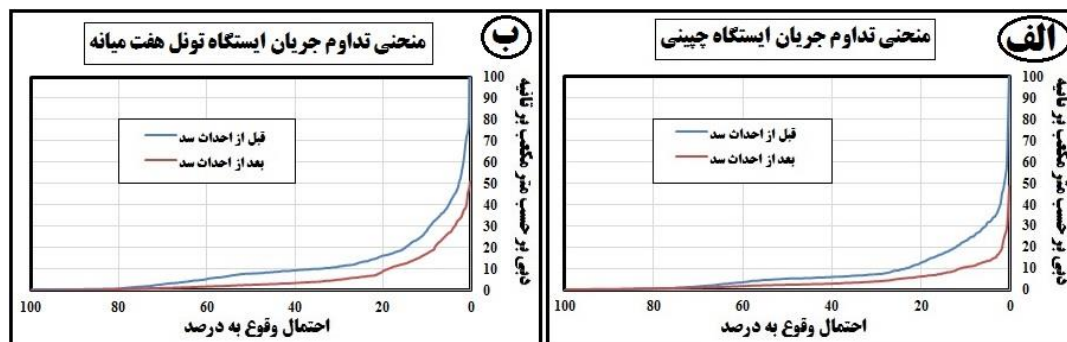 الف
منحنی تداوم جریان ایستگاه چپینی
قبل از احداث سد
بعد از احداث سد
دبی بر حسب متر مکعب بر ثانیه
100
90
80
70
60
50
40
30
20
10
0
100 80 60 40 20 0
احتمال وقوع به درصد
ب
منحنی تداوم جریان ایستگاه تونل هفت میانه
قبل از احداث سد
بعد از احداث سد
دبی بر حسب متر مکعب بر ثانیه
100
90
80
70
60
50
40
30
20
10
0
100 80 60 40 20 0
احتمال وقوع به درصد